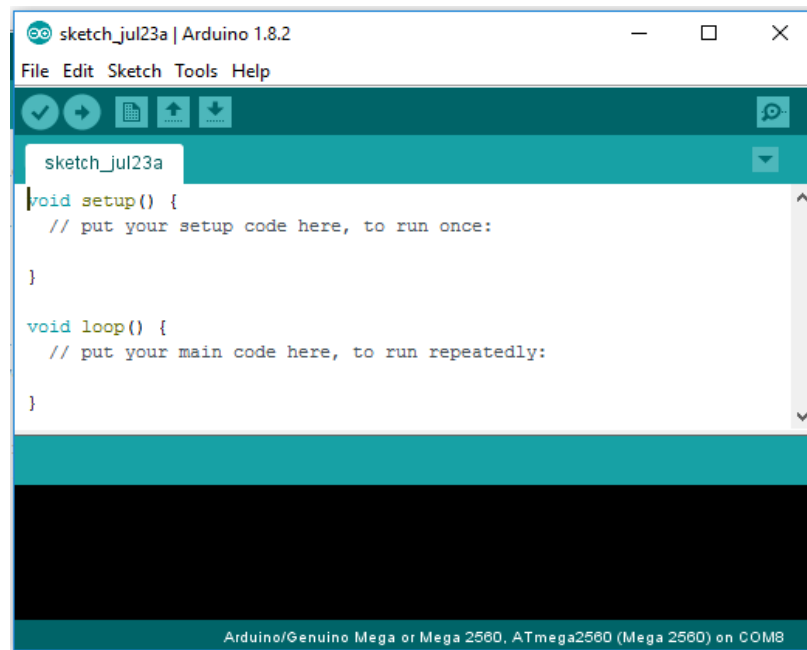 sketch_jul23a | Arduino 1.8.2
File Edit Sketch Tools Help
sketch_jul23a
void setup() {
  // put your setup code here, to run once:
}
void loop() {
  // put your main code here, to run repeatedly:
}
Arduino/Genuino Mega or Mega 2560, ATmega2560 (Mega 2560) on COM8